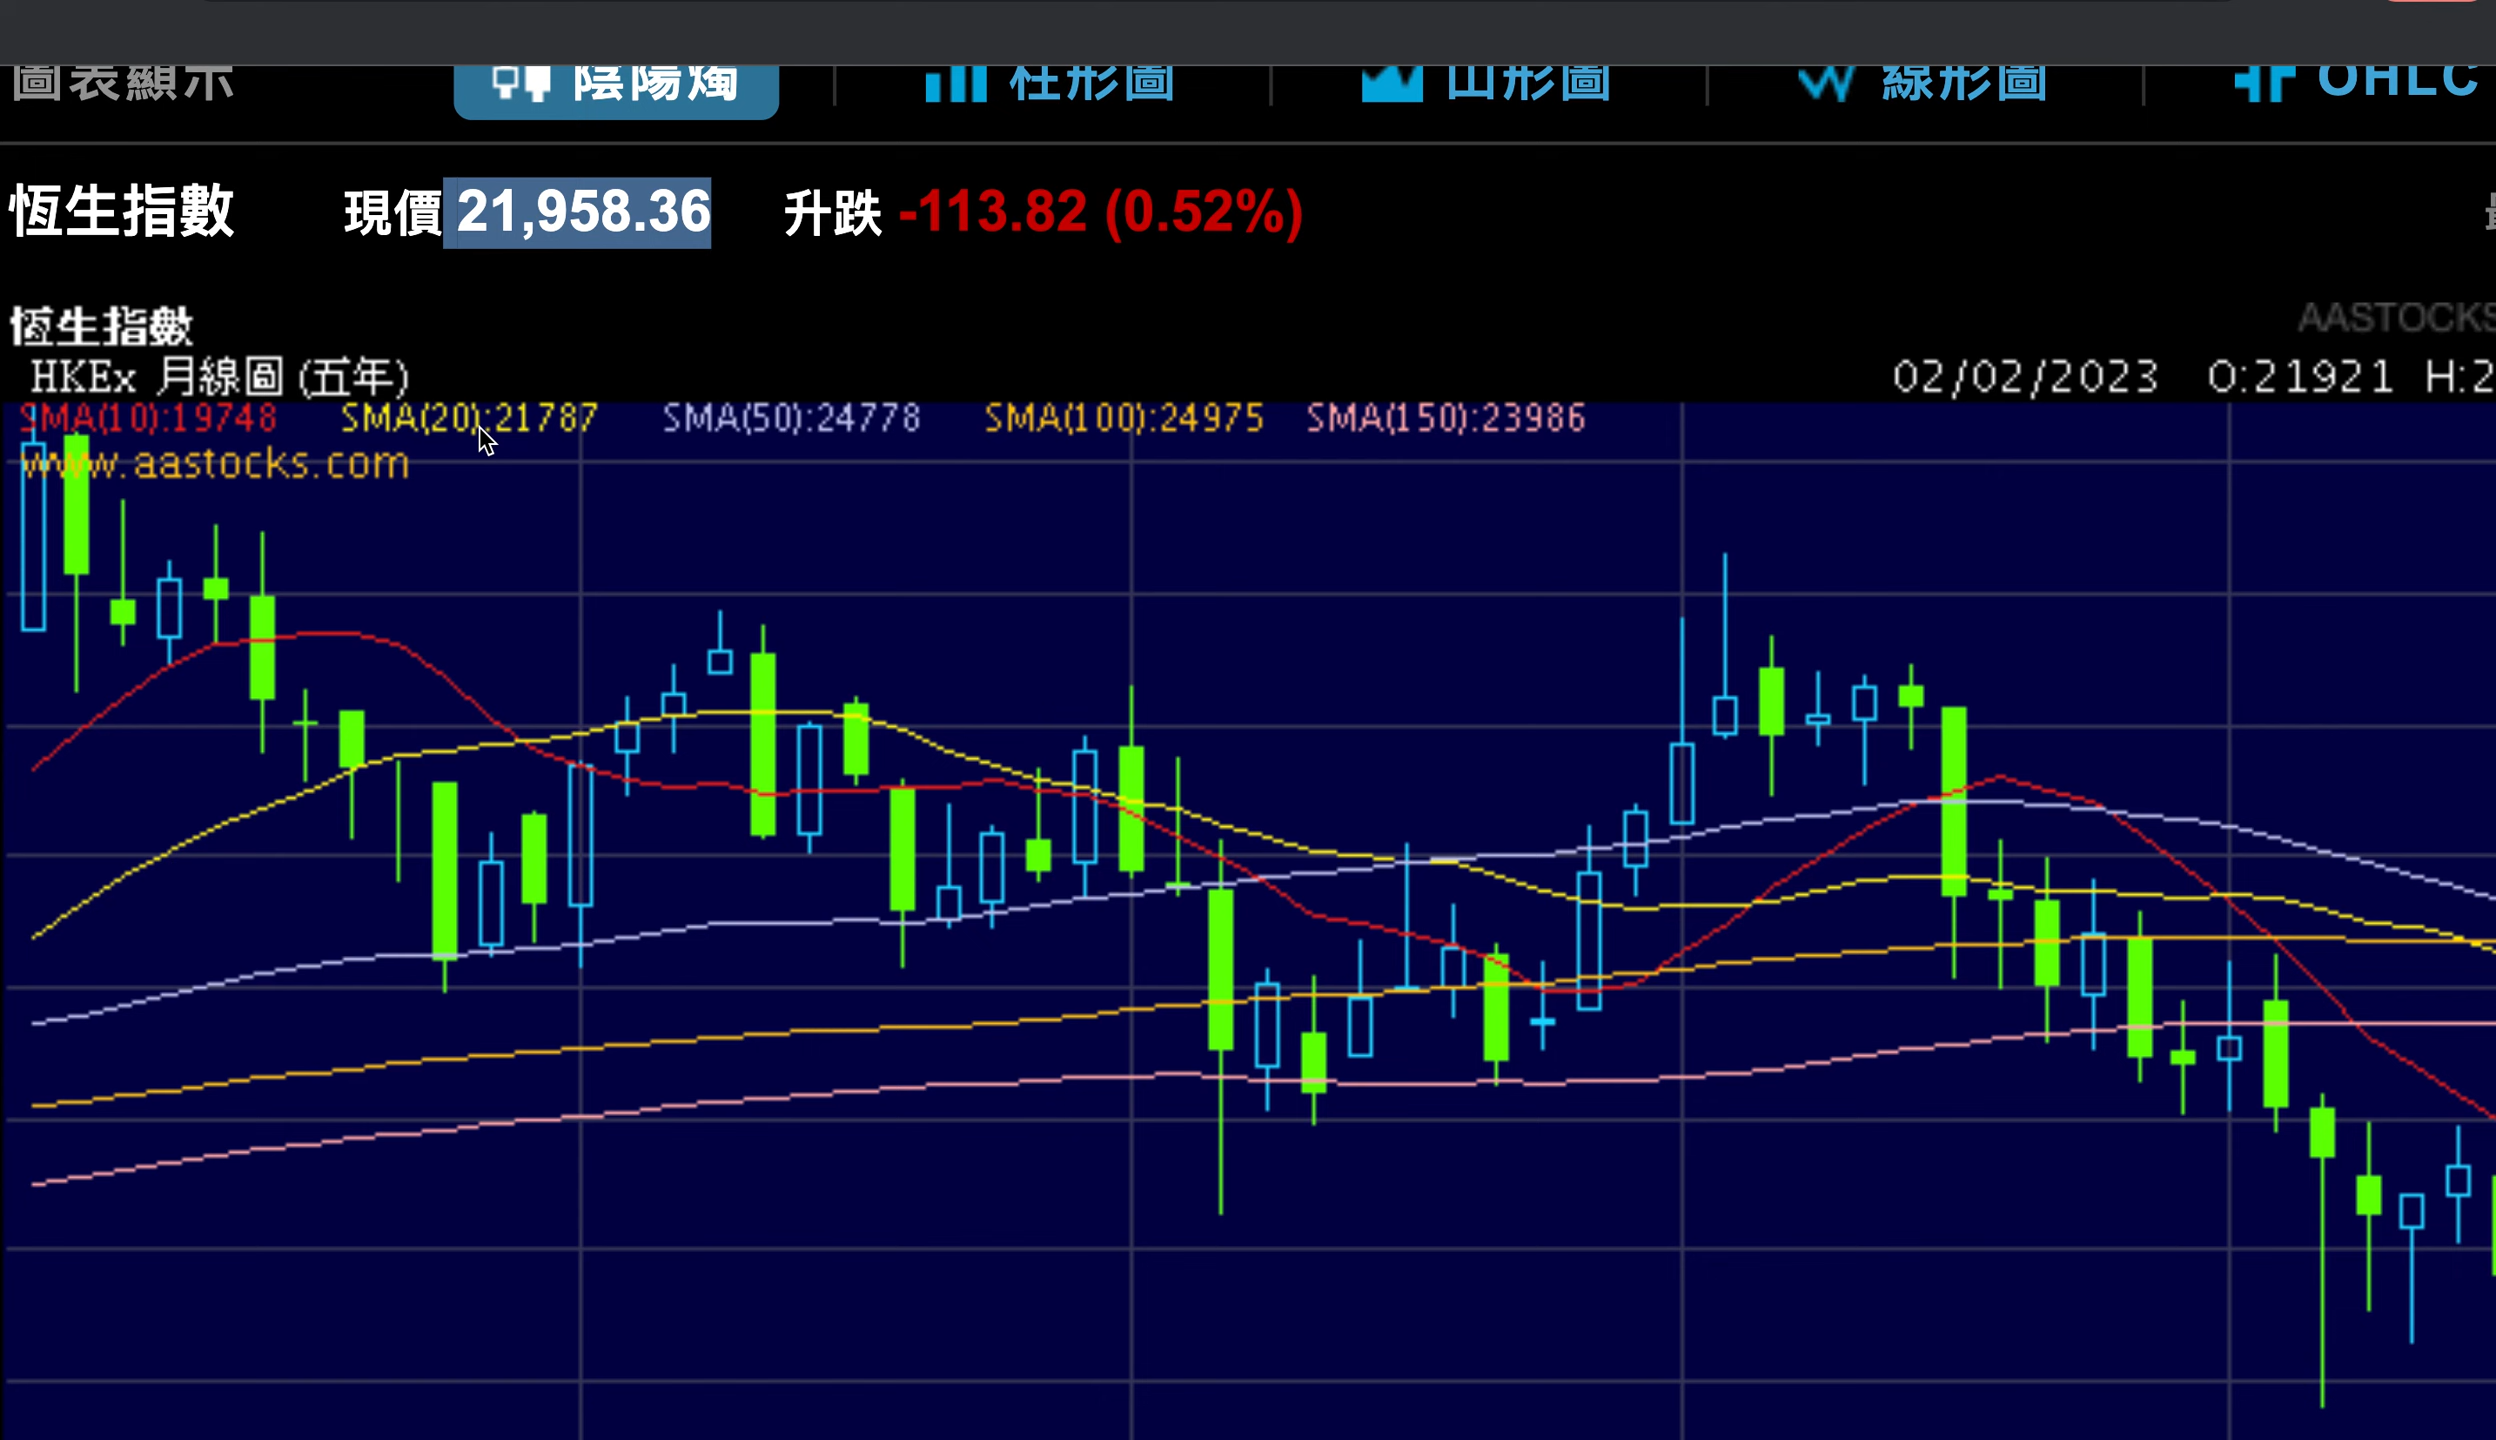 圖表顯示 陰陽燭 柱形圖 山形圖 線形圖 OHLC
恆生指數 現價 21,958.36 升跌 -113.82 (0.52%)
恆生指數
AASTOCKS
HKEx 月線圖 (五年) 02/02/2023 O:21921 H:2
SMA(10):19748 SMA(20):21787 SMA(50):24778 SMA(100):24975 SMA(150):23986
www.aastocks.com